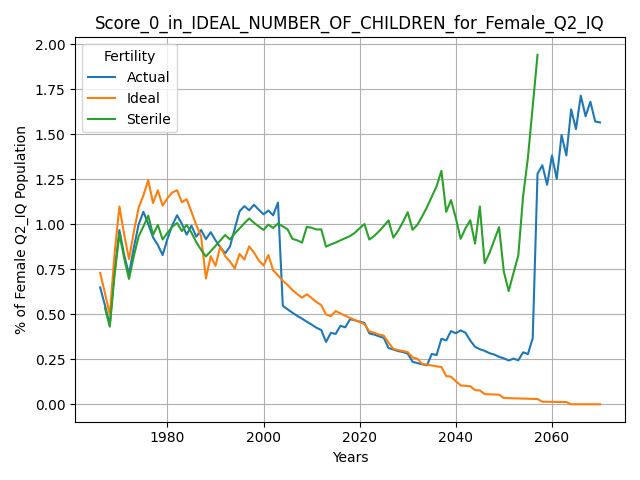 Score_0_in_IDEAL_NUMBER_OF_CHILDREN_for_Female_Q2_IQ
Fertility
Actual
Ideal
Sterile
% of Female Q2_IQ Population
2.00
1.75
1.50
1.25
1.00
0.75
0.50
0.25
0.00
1980 2000 2020 2040 2060
Years